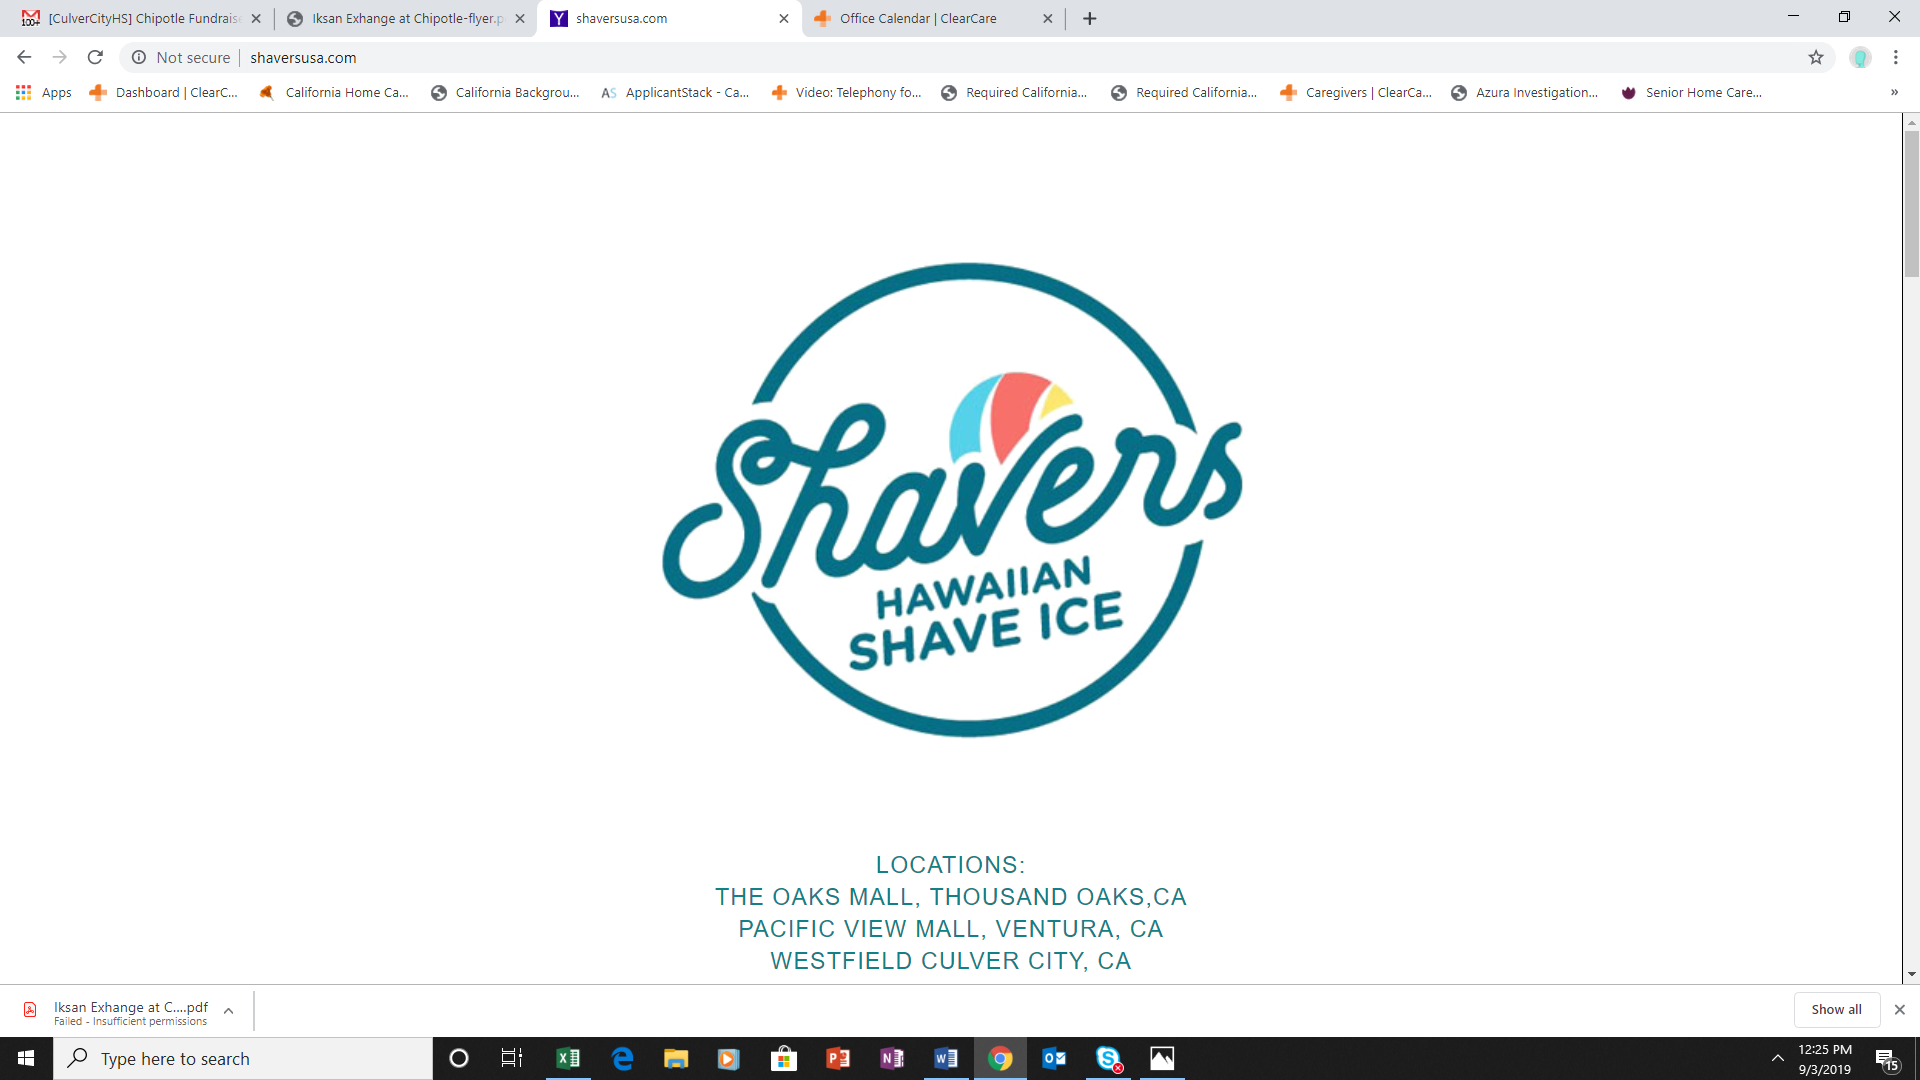 [CulverCityHS] Chipotle Fundraise
Iksan Exhange at Chipotle-flyer.p
shaversusa.com
Office Calendar | ClearCare
Not secure
shaversusa.com
Apps
Dashboard | ClearC...
California Home Ca...
California Backgrou...
AS ApplicantStack - Ca...
Video: Telephony fo...
Required California...
Required California...
Caregivers | ClearCa...
Azura Investigation...
Senior Home Care...
»
Shavers
HAWAIIAN
SHAVE ICE
LOCATIONS:
THE OAKS MALL, THOUSAND OAKS,CA
PACIFIC VIEW MALL, VENTURA, CA
WESTFIELD CULVER CITY, CA
Iksan Exhange at C....pdf
Failed - Insufficient permissions
Show all
Type here to search
12:25 PM
9/3/2019
15